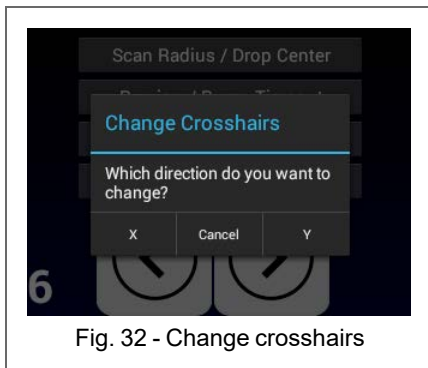 Scan Radius / Drop Center
Change Crosshairs
Which direction do you want to
change?
X Cancel Y
6
Fig. 32 - Change crosshairs